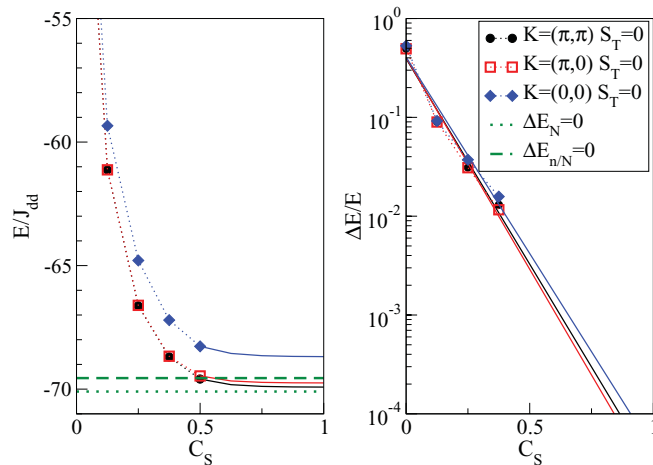 -55
-60
-65
-70
E/J_dd
0
0.5
1
C_S
10^0
10^-1
10^-2
10^-3
10^-4
ΔE/E
K=(π,π) S_T=0
K=(π,0) S_T=0
K=(0,0) S_T=0
ΔE_N=0
ΔE_n/N=0
0
0.5
1
C_S